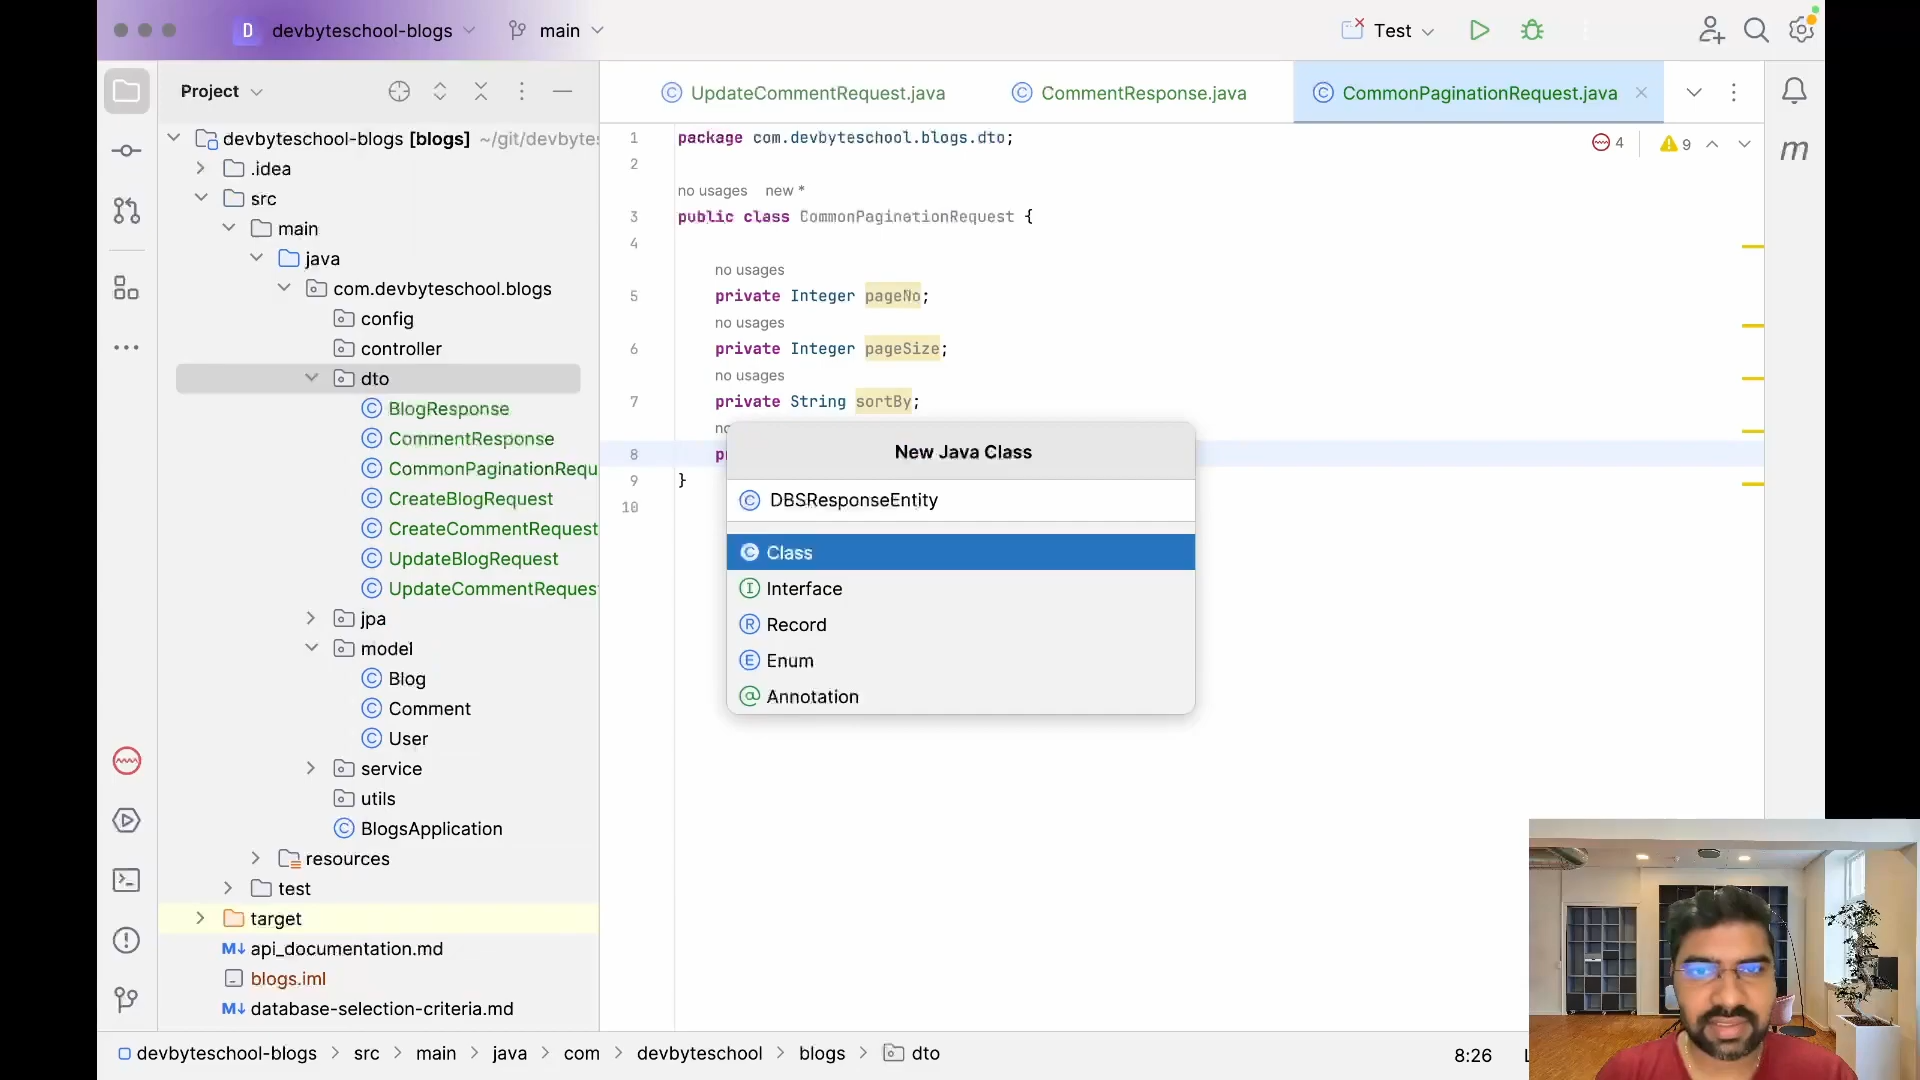 D devbyteschool-blogs main Test
Project
UpdateCommentRequest.java CommentResponse.java CommonPaginationRequest.java
devbyteschool-blogs [blogs] ~/git/devbytes
.idea
src
main
java
com.devbyteschool.blogs
config
controller
dto
BlogResponse
CommentResponse
CommonPaginationRequ
CreateBlogRequest
CreateCommentRequest
UpdateBlogRequest
UpdateCommentReques
jpa
model
Blog
Comment
User
service
utils
BlogsApplication
resources
test
target
M↓ api_documentation.md
blogs.iml
M↓ database-selection-criteria.md
4 9
m
1 package com.devbyteschool.blogs.dto;
2
no usages new *
3 public class CommonPaginationRequest {
4
no usages
5 private Integer pageNo;
no usages
6 private Integer pageSize;
no usages
7 private String sortBy;
no
8 pr
9 }
10
New Java Class
C DBSResponseEntity
C Class
I Interface
R Record
E Enum
@ Annotation
devbyteschool-blogs > src > main > java > com > devbyteschool > blogs > dto
8:26